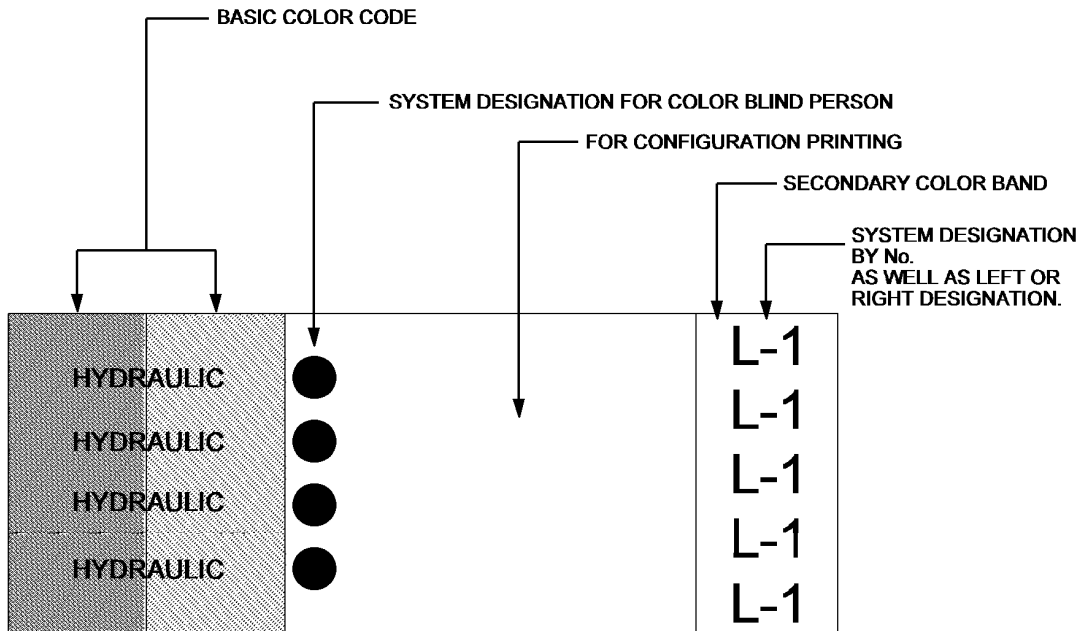 BASIC COLOR CODE
SYSTEM DESIGNATION FOR COLOR BLIND PERSON
FOR CONFIGURATION PRINTING
SECONDARY COLOR BAND
SYSTEM DESIGNATION
BY No.
AS WELL AS LEFT OR
RIGHT DESIGNATION.
HYDRAULIC
HYDRAULIC
HYDRAULIC
HYDRAULIC
L-1
L-1
L-1
L-1
L-1